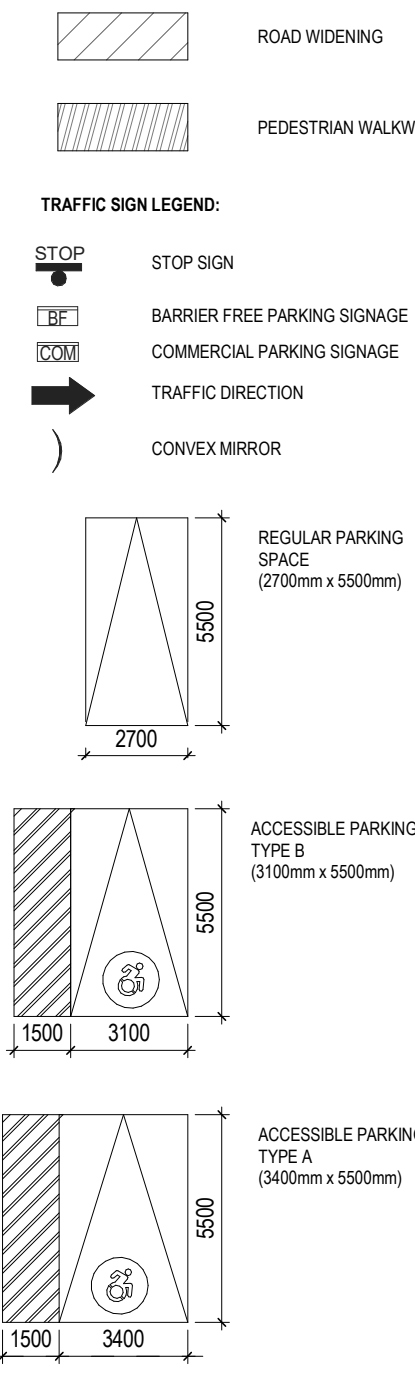 ROAD WIDENING
PEDESTRIAN WALKW
TRAFFIC SIGN LEGEND:
STOP
STOP SIGN
BF
BARRIER FREE PARKING SIGNAGE
COM
COMMERCIAL PARKING SIGNAGE
TRAFFIC DIRECTION
CONVEX MIRROR
REGULAR PARKING
SPACE
(2700mm x 5500mm)
5500
2700
ACCESSIBLE PARKING
TYPE B
(3100mm x 5500mm)
5500
1500
3100
ACCESSIBLE PARKING
TYPE A
(3400mm x 5500mm)
5500
1500
3400